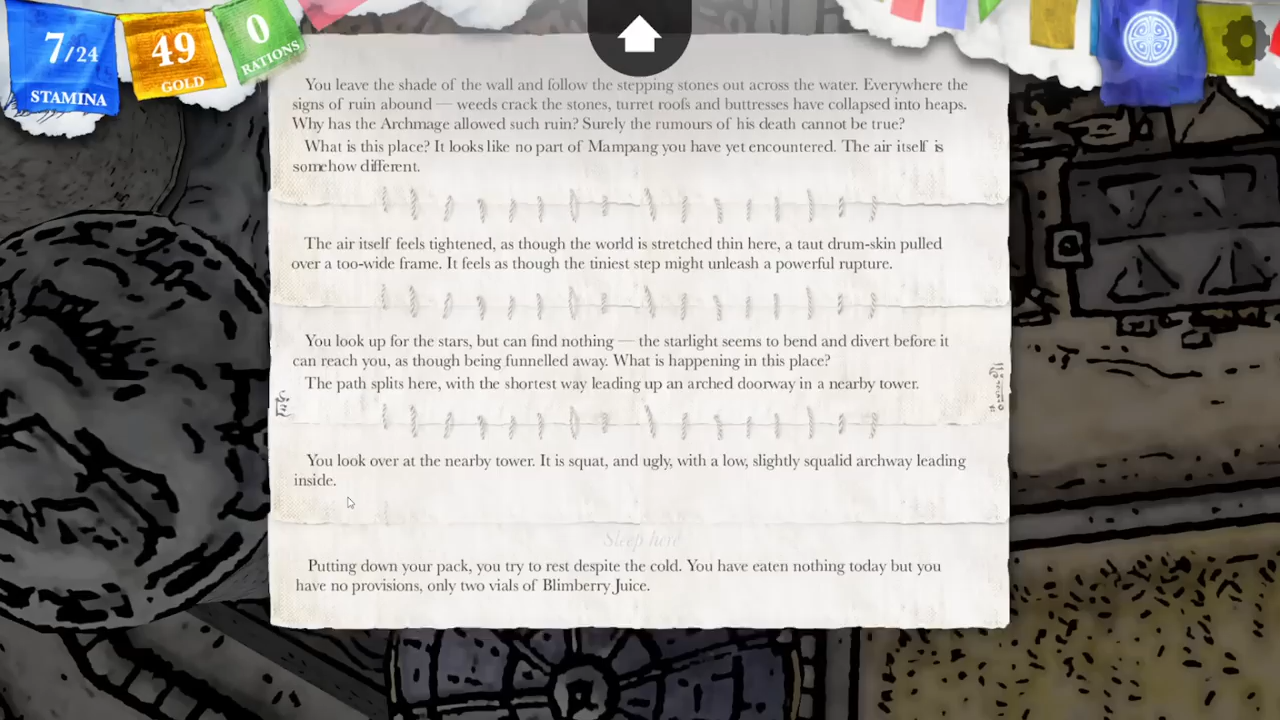 7/24
STAMINA
49
GOLD
0
RATIONS
You leave the shade of the wall and follow the stepping stones out across the water. Everywhere the
signs of ruin abound — weeds crack the stones, turret roofs and buttresses have collapsed into heaps.
Why has the Archmage allowed such ruin? Surely the rumours of his death cannot be true?
What is this place? It looks like no part of Mampang you have yet encountered. The air itself is
somehow different.
The air itself feels tightened, as though the world is stretched thin here, a taut drum-skin pulled
over a too-wide frame. It feels as though the tiniest step might unleash a powerful rupture.
You look up for the stars, but can find nothing — the starlight seems to bend and divert before it
can reach you, as though being funnelled away. What is happening in this place?
The path splits here, with the shortest way leading up an arched doorway in a nearby tower.
You look over at the nearby tower. It is squat, and ugly, with a low, slightly squalid archway leading
inside.
Sleep here
Putting down your pack, you try to rest despite the cold. You have eaten nothing today but you
have no provisions, only two vials of Blimberry Juice.